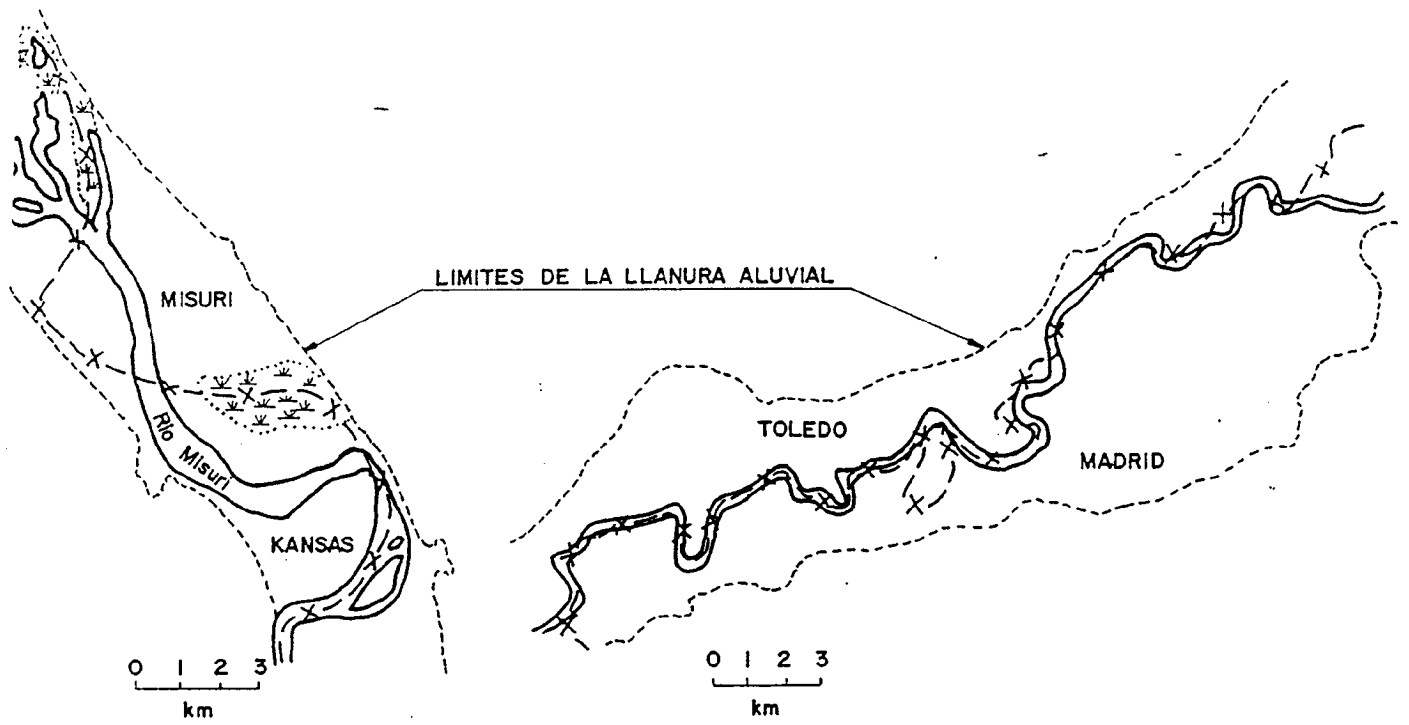 MISURI
LIMITES DE LA LLANURA ALUVIAL
Río Misuri
KANSAS
0 1 2 3
km
TOLEDO
MADRID
0 1 2 3
km